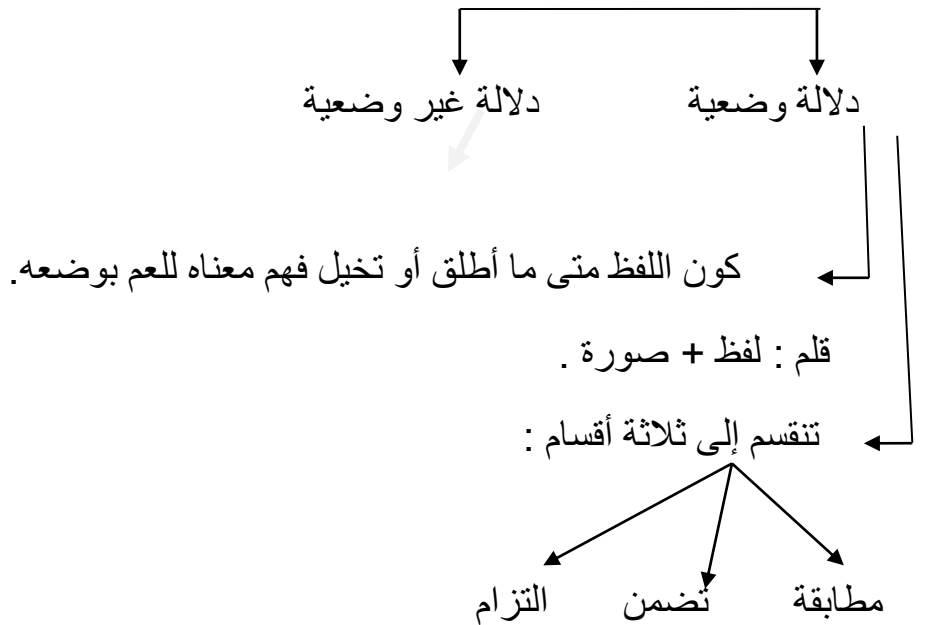 دلالة وضعية دلالة غير وضعية
كون اللفظ متى ما أطلق أو تخيل فهم معناه للعم بوضعه.
قلم : لفظ + صورة .
تنقسم إلى ثلاثة أقسام :
مطابقة تضمن التزام